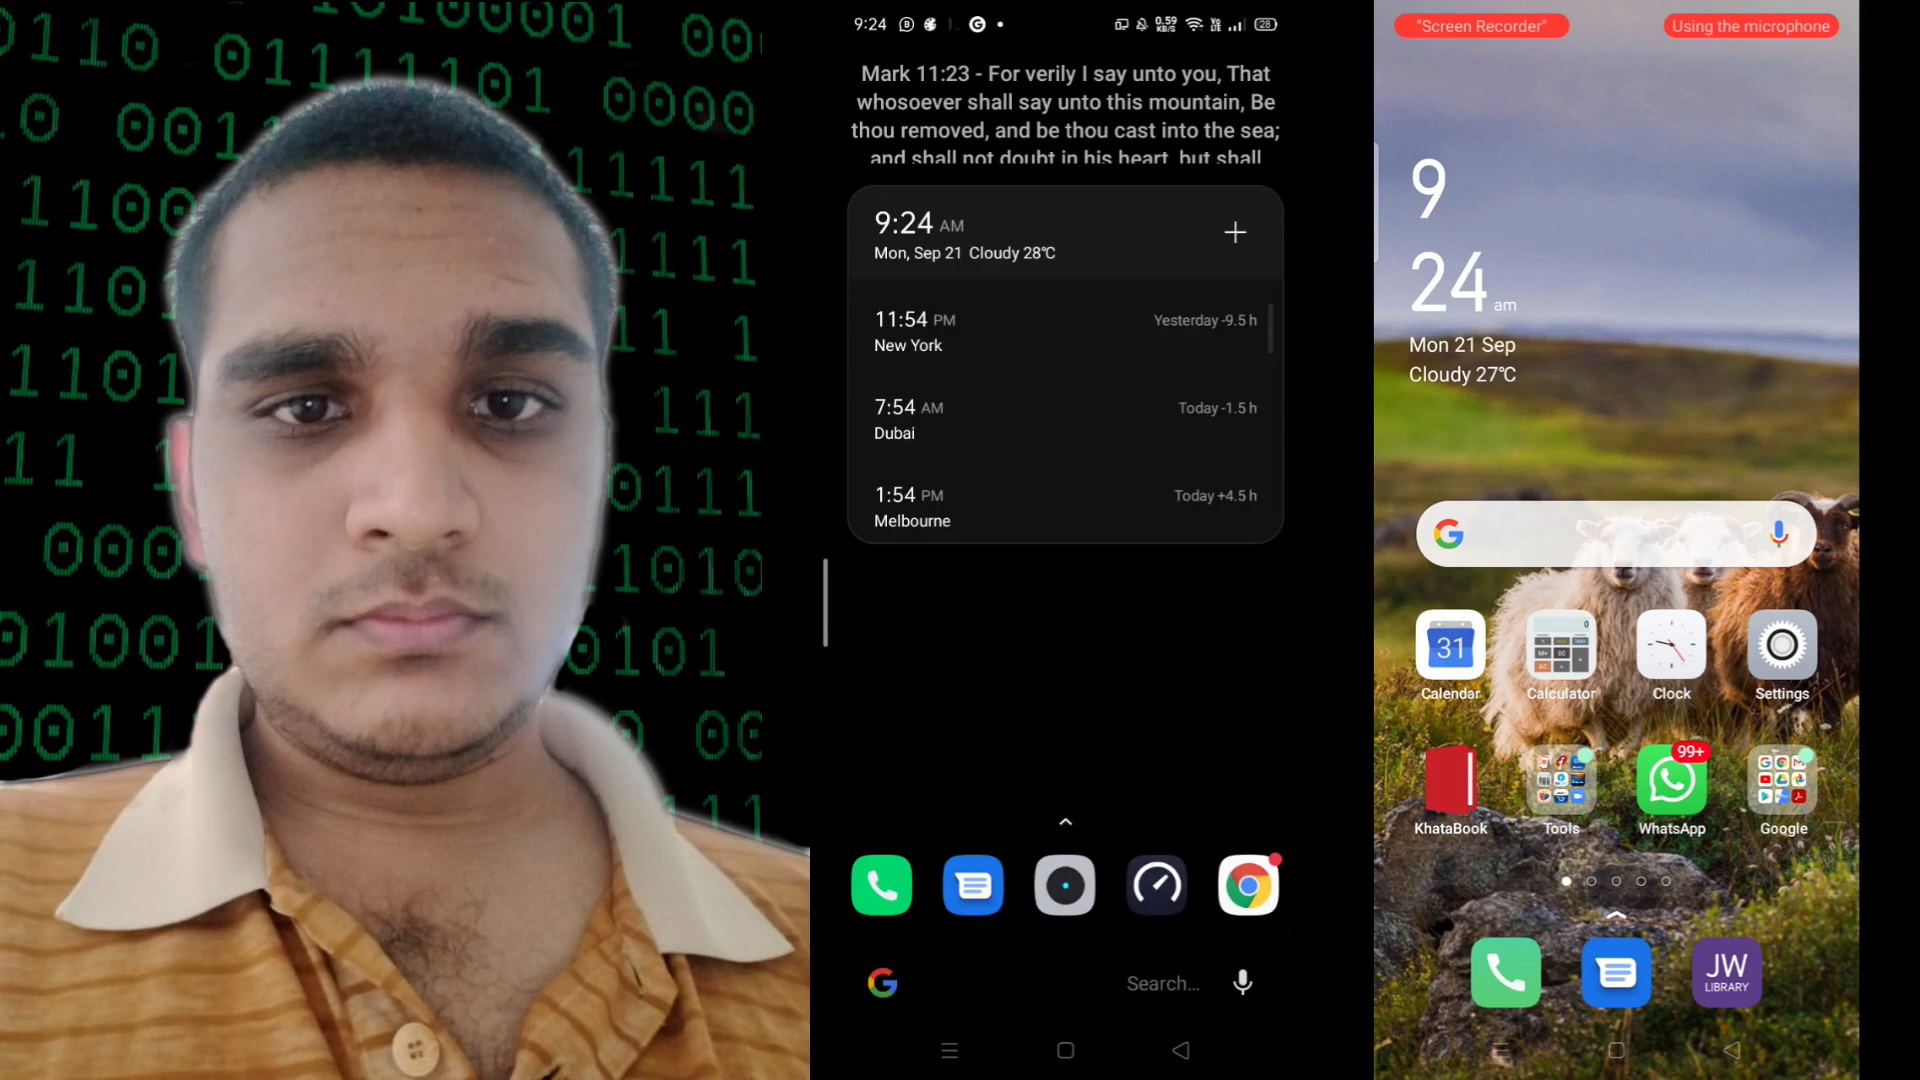 9:24
0.59
KB/S
28
Mark 11:23 - For verily I say unto you, That
whosoever shall say unto this mountain, Be
thou removed, and be thou cast into the sea;
and shall not doubt in his heart, but shall
9:24 AM
Mon, Sep 21 Cloudy 28°C
11:54 PM
Yesterday -9.5 h
New York
7:54 AM
Today -1.5 h
Dubai
1:54 PM
Today +4.5 h
Melbourne
Search...
"Screen Recorder"
Using the microphone
9
24 am
Mon 21 Sep
Cloudy 27°C
31
Calendar
Calculator
Clock
Settings
99+
KhataBook
Tools
WhatsApp
Google
JW
LIBRARY